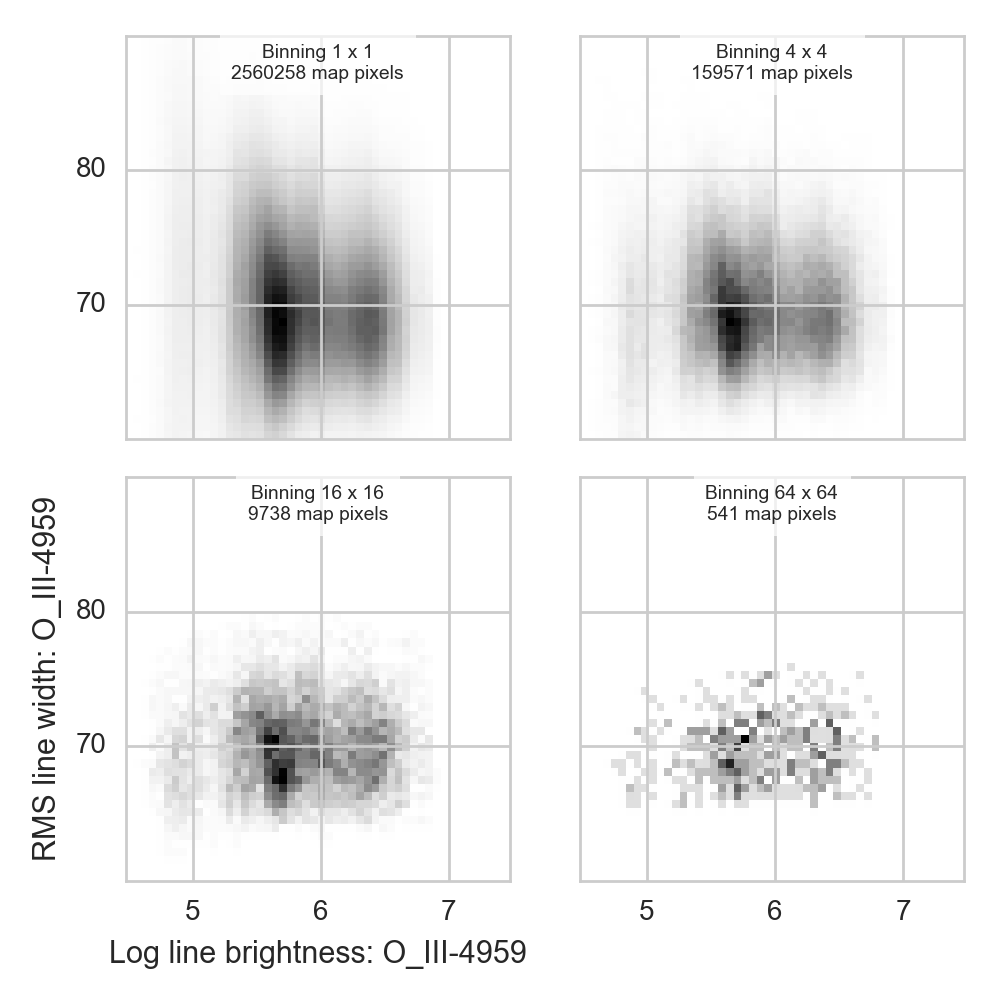 Binning 1 x 1
2560258 map pixels
Binning 4 x 4
159571 map pixels
80
70
Binning 16 x 16
9738 map pixels
Binning 64 x 64
541 map pixels
80
70
RMS line width: O_III-4959
5 6 7
5 6 7
Log line brightness: O_III-4959